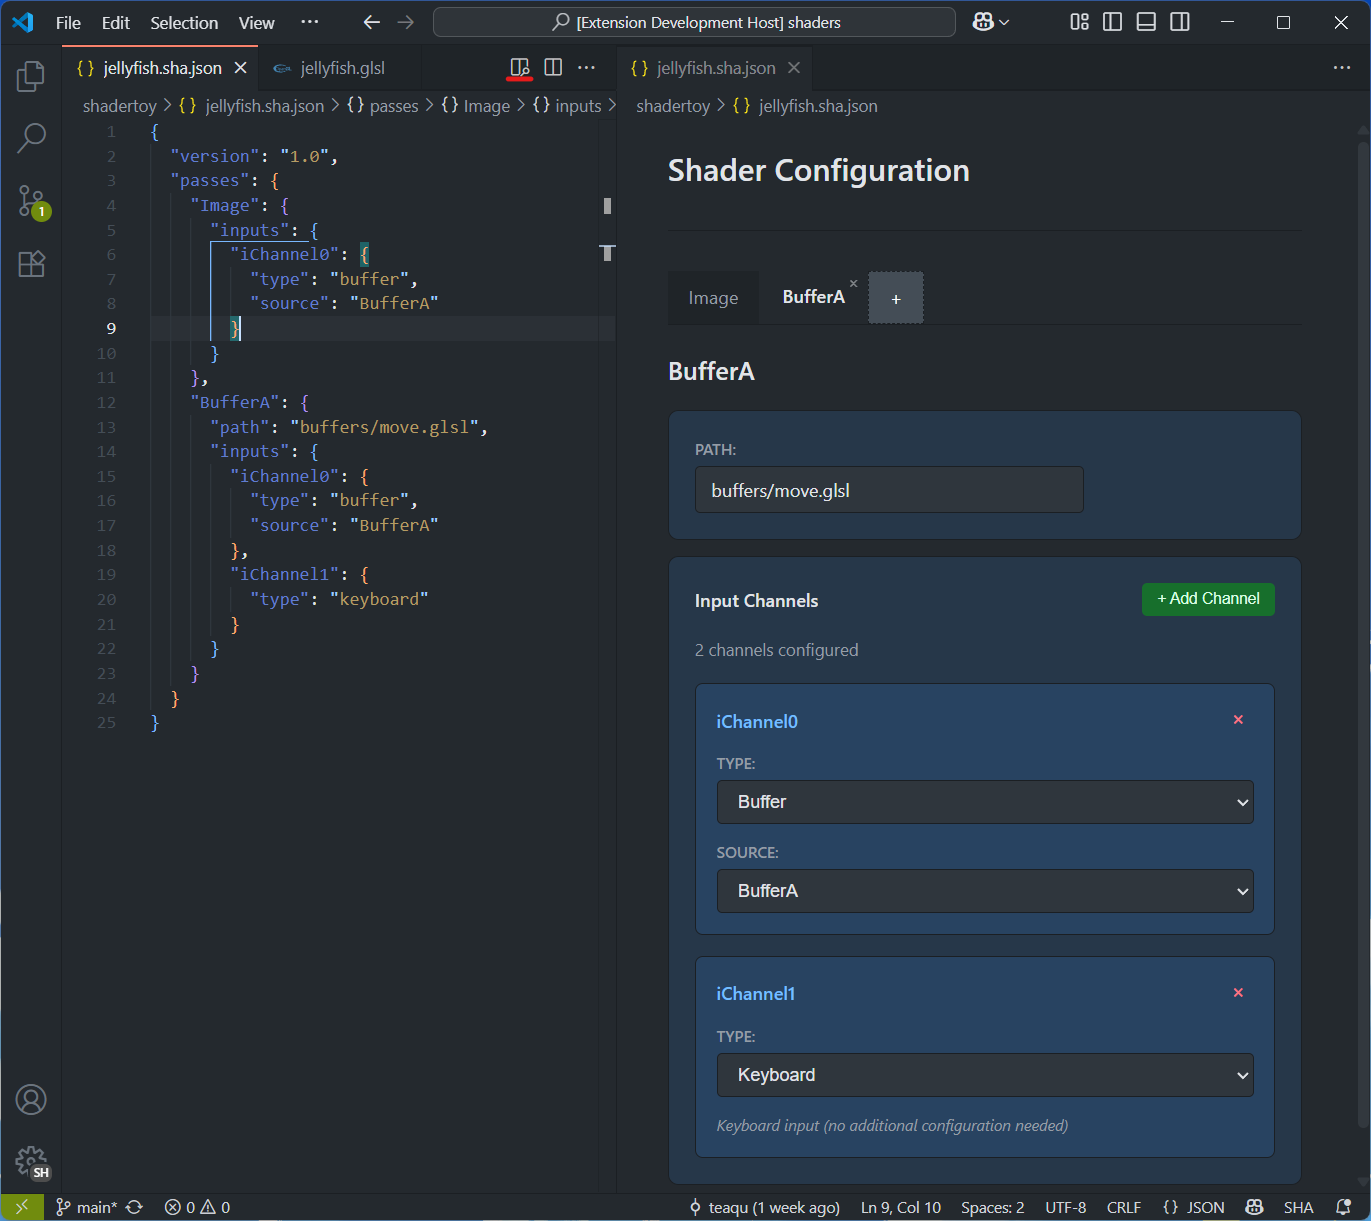 File Edit Selection View ··· [Extension Development Host] shaders
jellyfish.sha.json jellyfish.glsl
shadertoy > {} jellyfish.sha.json > {} passes > {} Image > {} inputs >
1 {
2 "version": "1.0",
3 "passes": {
4 "Image": {
5 "inputs": {
6 "iChannel0": {
7 "type": "buffer",
8 "source": "BufferA"
9 }
10 }
11 },
12 "BufferA": {
13 "path": "buffers/move.glsl",
14 "inputs": {
15 "iChannel0": {
16 "type": "buffer",
17 "source": "BufferA"
18 },
19 "iChannel1": {
20 "type": "keyboard"
21 }
22 }
23 }
24 }
25 }
{} jellyfish.sha.json
shadertoy > {} jellyfish.sha.json
Shader Configuration
Image BufferA × +
BufferA
PATH:
buffers/move.glsl
Input Channels
+ Add Channel
2 channels configured
iChannel0 ×
TYPE:
Buffer
SOURCE:
BufferA
iChannel1 ×
TYPE:
Keyboard
Keyboard input (no additional configuration needed)
1
SH
main* 0 0 teaqu (1 week ago) Ln 9, Col 10 Spaces: 2 UTF-8 CRLF {} JSON SHA